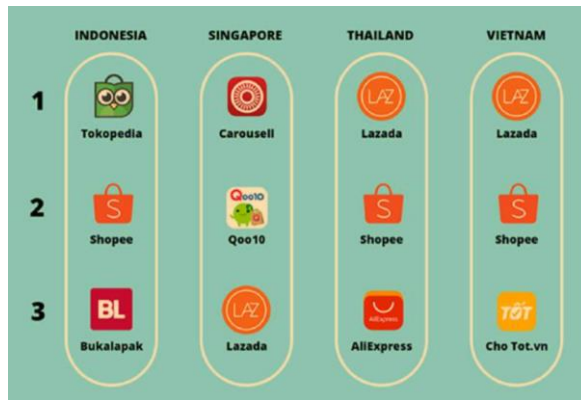 INDONESIA SINGAPORE THAILAND VIETNAM
1
LAZ LAZ
Tokopedia Carousell Lazada Lazada
2
S Qoo10 S S
Shopee Qoo10 Shopee Shopee
3
BL LAZ AliExpress TỐT
Bukalapak Lazada AliExpress Cho Tot.vn